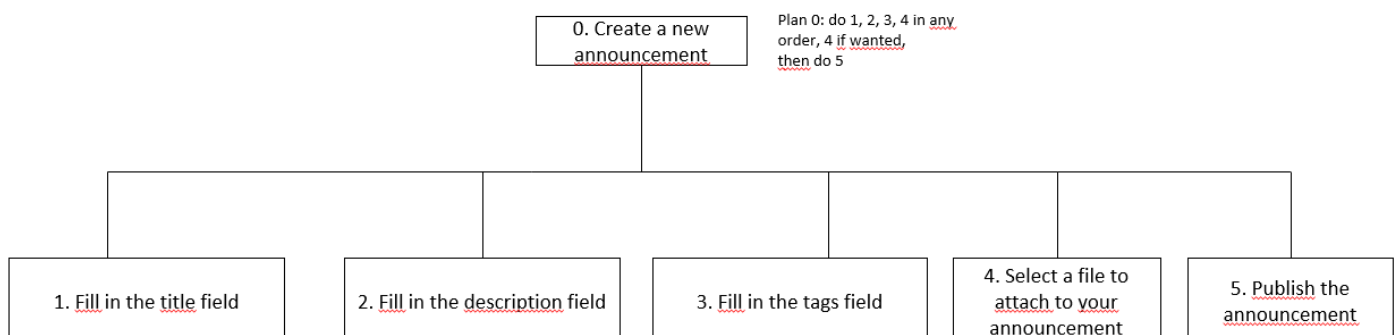 0. Create a new
announcement
Plan 0: do 1, 2, 3, 4 in any
order, 4 if wanted,
then do 5
1. Fill in the title field
2. Fill in the description field
3. Fill in the tags field
4. Select a file to
attach to your
announcement
5. Publish the
announcement